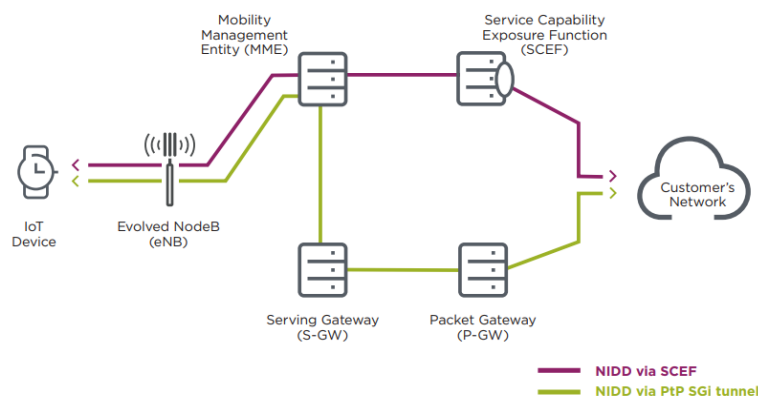 Mobility
Management
Entity (MME)
Service Capability
Exposure Function
(SCEF)
IoT
Device
Evolved NodeB
(eNB)
Customer's
Network
Serving Gateway
(S-GW)
Packet Gateway
(P-GW)
NIDD via SCEF
NIDD via PtP SGi tunnel